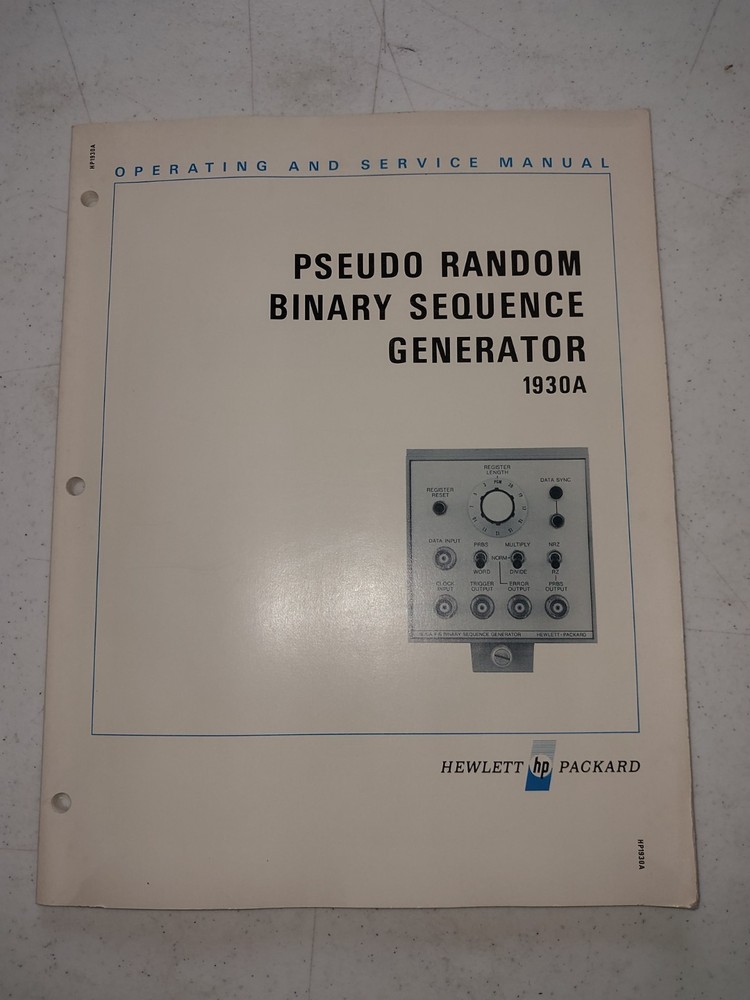 HP1930A
OPERATING AND SERVICE MANUAL
PSEUDO RANDOM
BINARY SEQUENCE
GENERATOR
1930A
REGISTER
LENGTH
REGISTER
RESET
DATA SYNC
DATA INPUT
PRBS
MULTIPLY
NRZ
NORM
WORD
DIVIDE
RZ
CLOCK
INPUT
TRIGGER
OUTPUT
ERROR
OUTPUT
PRBS
OUTPUT
BINARY SEQUENCE GENERATOR
HEWLETT-PACKARD
HEWLETT hp PACKARD
HP1930A